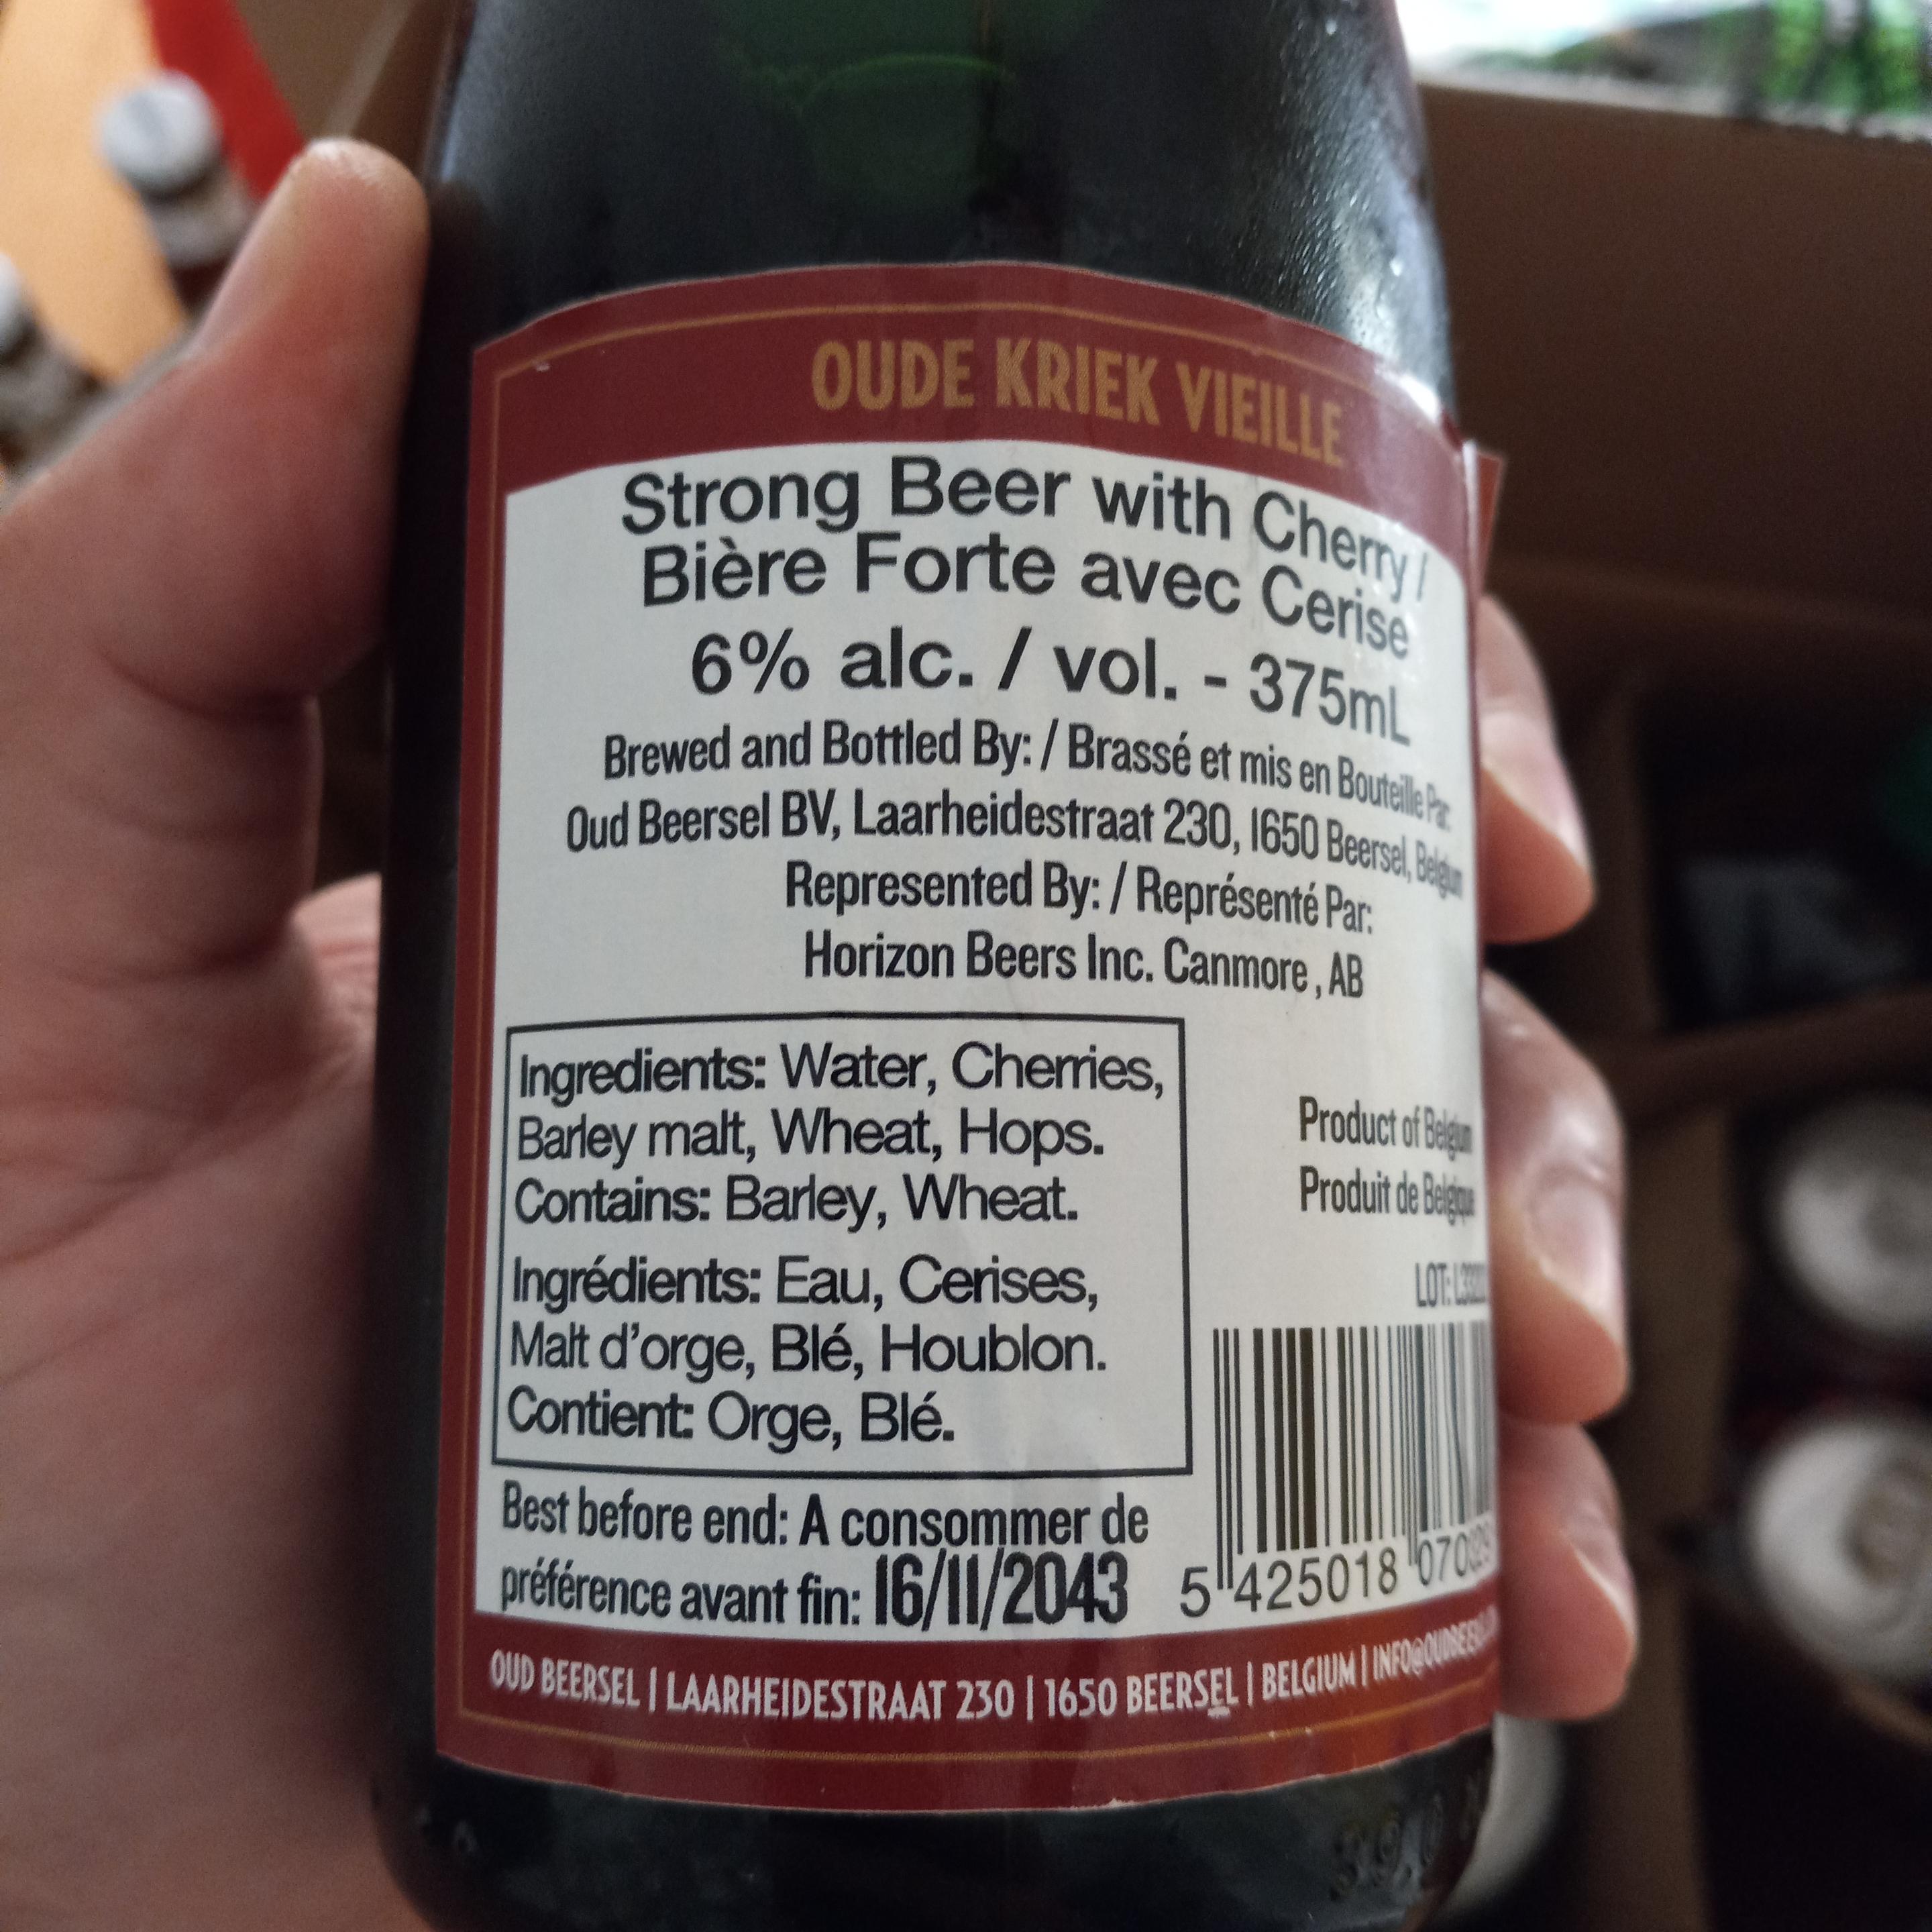 OUDE KRIEK VIEILLE
Strong Beer with Cherry /
Bière Forte avec Cerise
6% alc. / vol. - 375mL
Brewed and Bottled By: / Brassé et mis en Bouteille Par:
Oud Beersel BV, Laarheidestraat 230, 1650 Beersel, Belgium
Represented By: / Représenté Par:
Horizon Beers Inc. Canmore , AB
Ingredients: Water, Cherries,
Barley malt, Wheat, Hops.
Contains: Barley, Wheat.
Ingrédients: Eau, Cerises,
Malt d'orge, Blé, Houblon.
Contient: Orge, Blé.
Product of Belgium
Produit de Belgique
LOT:
Best before end: A consommer de
préférence avant fin: 16/11/2043
5 425018
OUD BEERSEL | LAARHEIDESTRAAT 230 | 1650 BEERSEL | BELGIUM |